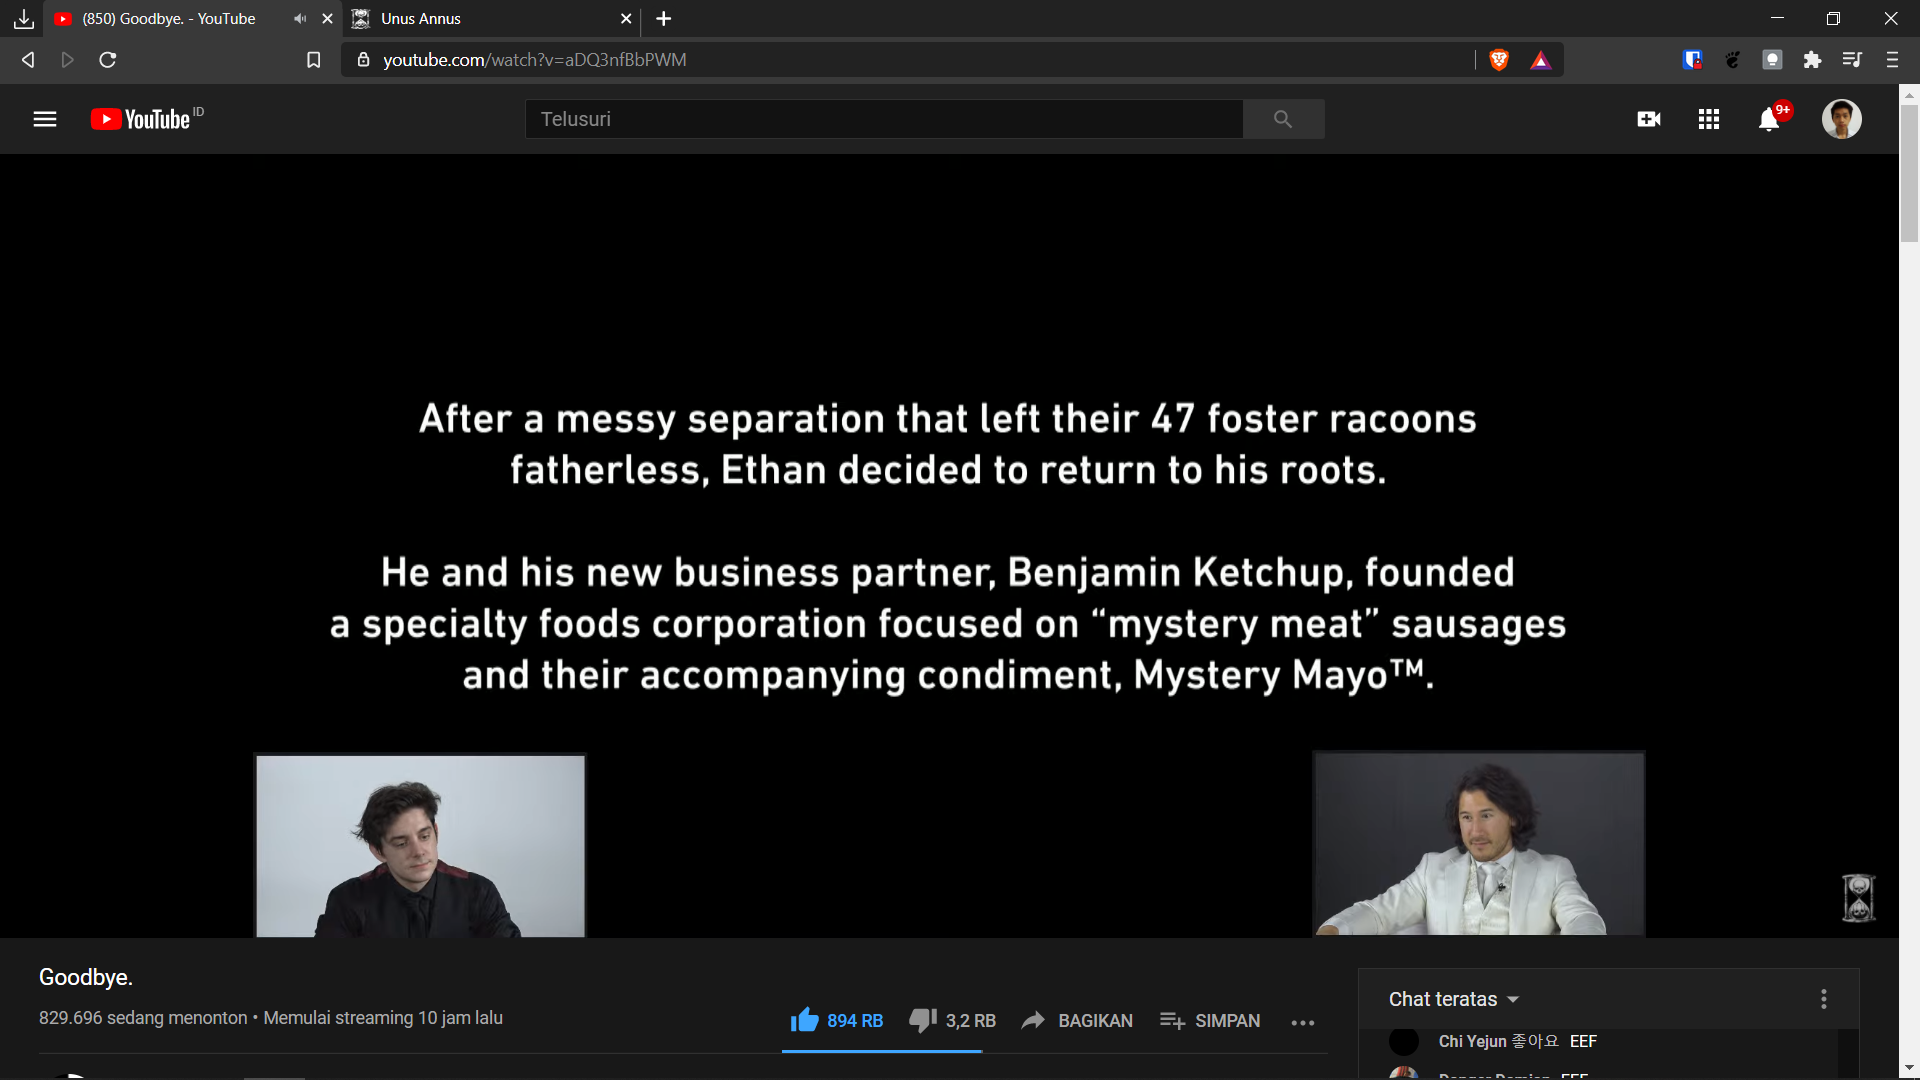 (850) Goodbye. - YouTube
Unus Annus
youtube.com/watch?v=aDQ3nfBbPWM
YouTube ID
Telusuri
9+
After a messy separation that left their 47 foster racoons
fatherless, Ethan decided to return to his roots.
He and his new business partner, Benjamin Ketchup, founded
a specialty foods corporation focused on “mystery meat” sausages
and their accompanying condiment, Mystery Mayo™.
Goodbye.
829.696 sedang menonton • Memulai streaming 10 jam lalu
894 RB
3,2 RB
BAGIKAN
SIMPAN
Chat teratas
Chi Yejun 좋아요 EEF